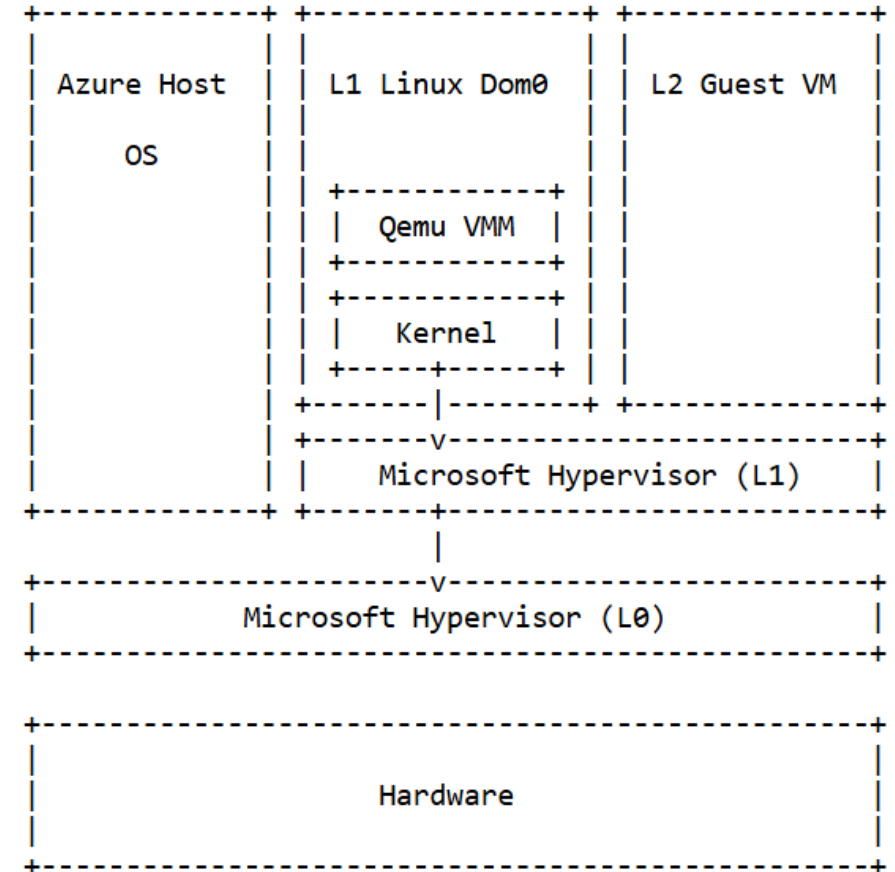 Azure Host
L1 Linux Dom0
L2 Guest VM
OS
Qemu VMM
Kernel
v
Microsoft Hypervisor (L1)
v
Microsoft Hypervisor (L0)
Hardware